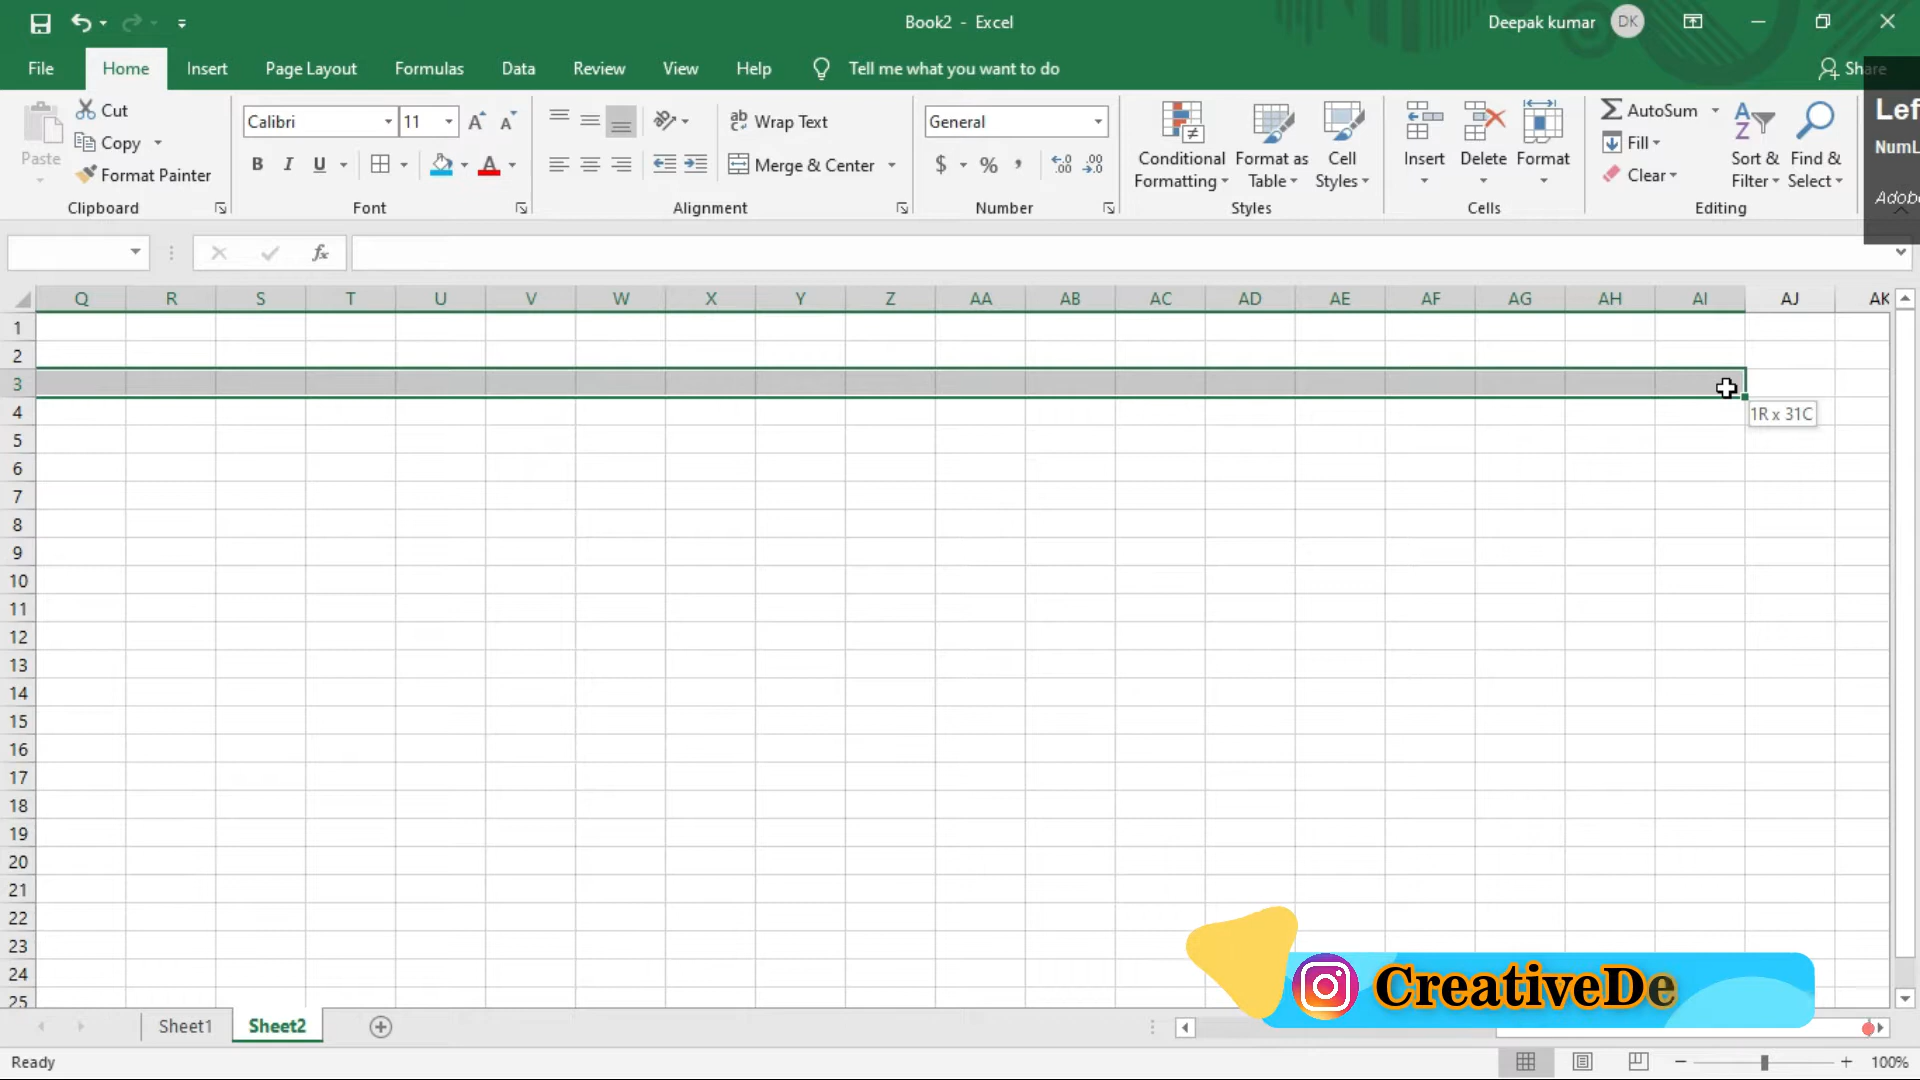 Book2 - Excel
Deepak kumar
DK
File
Home
Insert
Page Layout
Formulas
Data
Review
View
Help
Tell me what you want to do
Share
Paste
Cut
Copy
Format Painter
Clipboard
Calibri
11
B I U
Font
Wrap Text
Merge & Center
Alignment
General
$ % ,
Number
Conditional Formatting
Format as Table
Cell Styles
Styles
Insert
Delete
Format
Cells
AutoSum
Fill
Clear
Sort & Filter
Find & Select
Editing
Lef
NumL
Adobe
fx
Q R S T U V W X Y Z AA AB AC AD AE AF AG AH AI AJ AK
1
2
3
1R x 31C
4
5
6
7
8
9
10
11
12
13
14
15
16
17
18
19
20
21
22
23
24
25
CreativeDe
Sheet1
Sheet2
Ready
100%